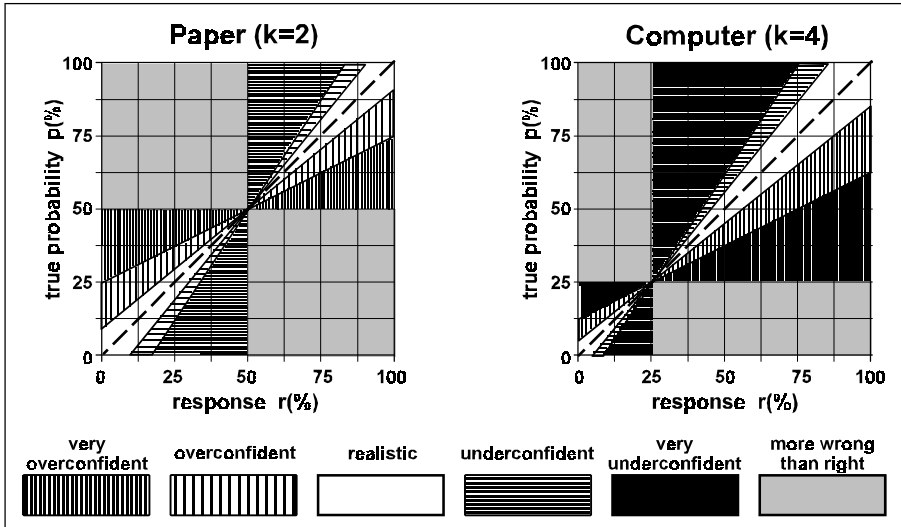 Paper (k=2)
Computer (k=4)
true probability p(%)
100
75
50
25
0
0 25 50 75 100
response r(%)
true probability p(%)
100
75
50
25
0
0 25 50 75 100
response r(%)
very
overconfident
overconfident
realistic
underconfident
very
underconfident
more wrong
than right